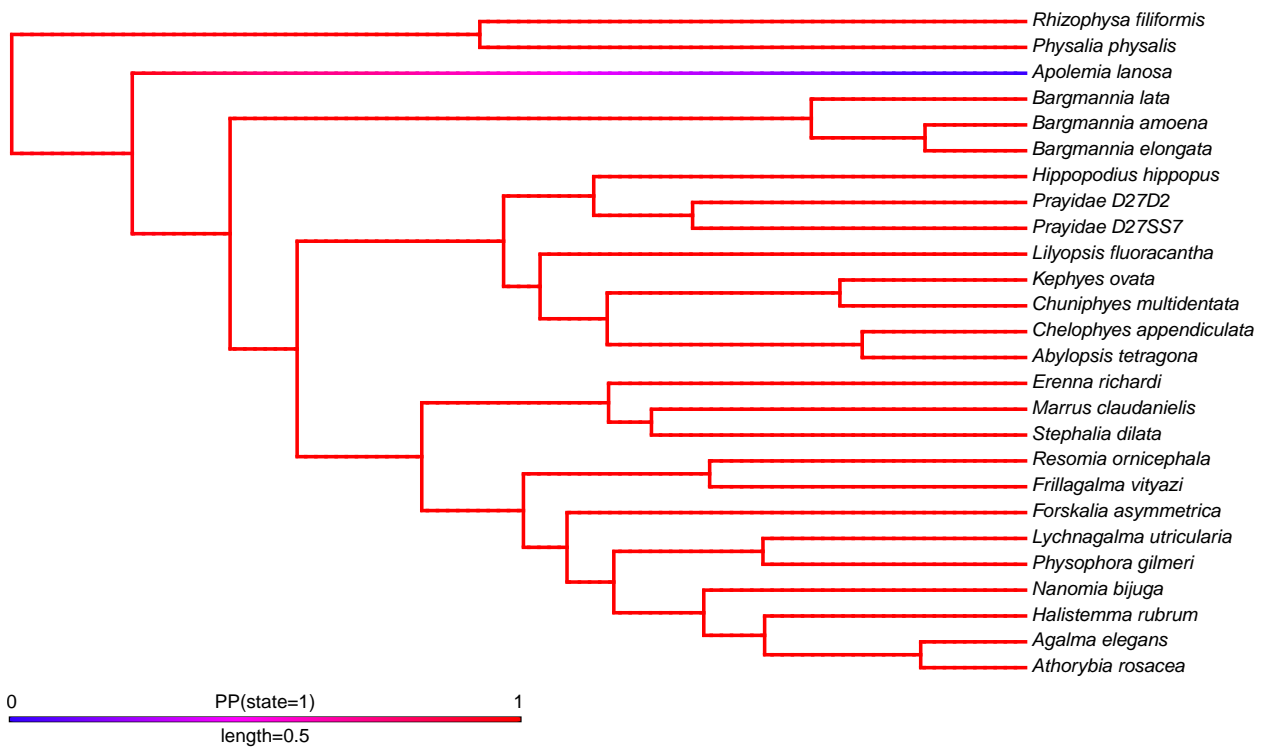 Rhizophysa filiformis
Physalia physalis
Apolemia lanosa
Bargmannia lata
Bargmannia amoena
Bargmannia elongata
Hippopodius hippopus
Prayidae D27D2
Prayidae D27SS7
Lilyopsis fluoracantha
Kephyes ovata
Chuniphyes multidentata
Chelophyes appendiculata
Abylopsis tetragona
Erenna richardi
Marrus claudanielis
Stephalia dilata
Resomia ornicephala
Frillagalma vityazi
Forskalia asymmetrica
Lychnagalma utricularia
Physophora gilmeri
Nanomia bijuga
Halistemma rubrum
Agalma elegans
Athorybia rosacea
0 PP(state=1) 1
length=0.5